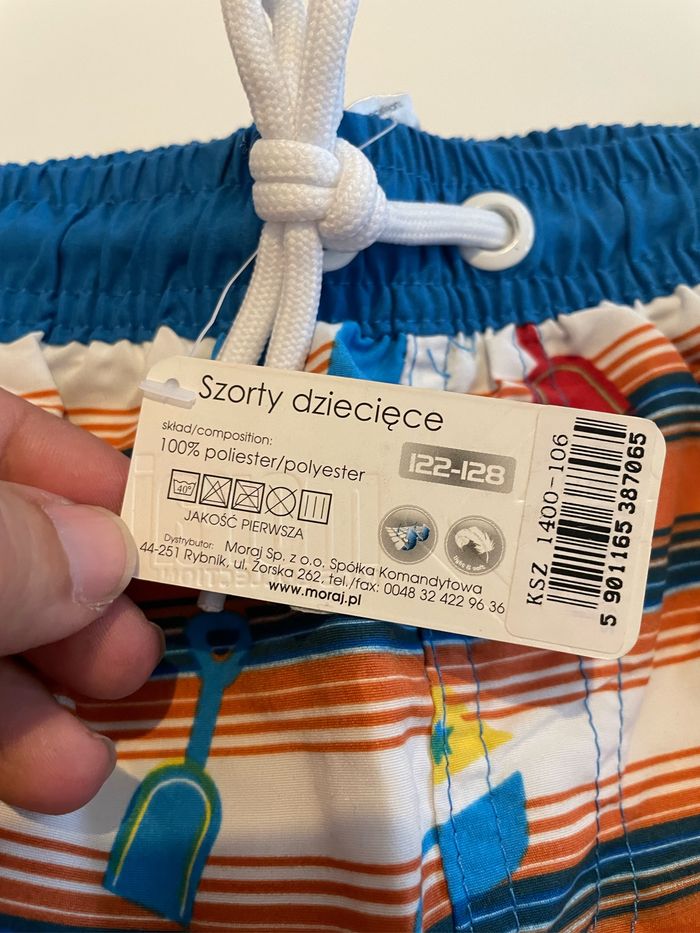 Szorty dziecięce
skład/composition:
100% poliester/polyester
122-128
40°
JAKOŚĆ PIERWSZA
Dystrybutor: Moraj Sp. z o.o. Spółka Komandytowa
44-251 Rybnik, ul. Żorska 262, tel./fax: 0048 32 422 96 36
www.moraj.pl
KSZ 1400-106
5 901165 387065